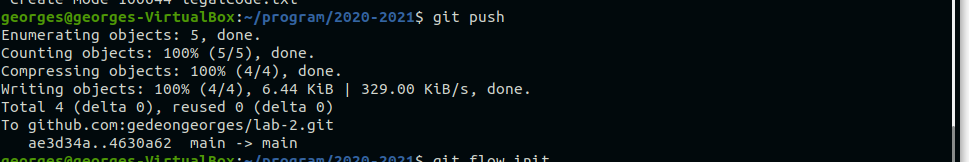 create mode 100644 legalcode.txt
georges@georges-VirtualBox:~/program/2020-2021$ git push
Enumerating objects: 5, done.
Counting objects: 100% (5/5), done.
Compressing objects: 100% (4/4), done.
Writing objects: 100% (4/4), 6.44 KiB | 329.00 KiB/s, done.
Total 4 (delta 0), reused 0 (delta 0)
To github.com:gedeongeorges/lab-2.git
   ae3d34a..4630a62  main -> main
georges@georges-VirtualBox:~/program/2020-2021$ git flow init